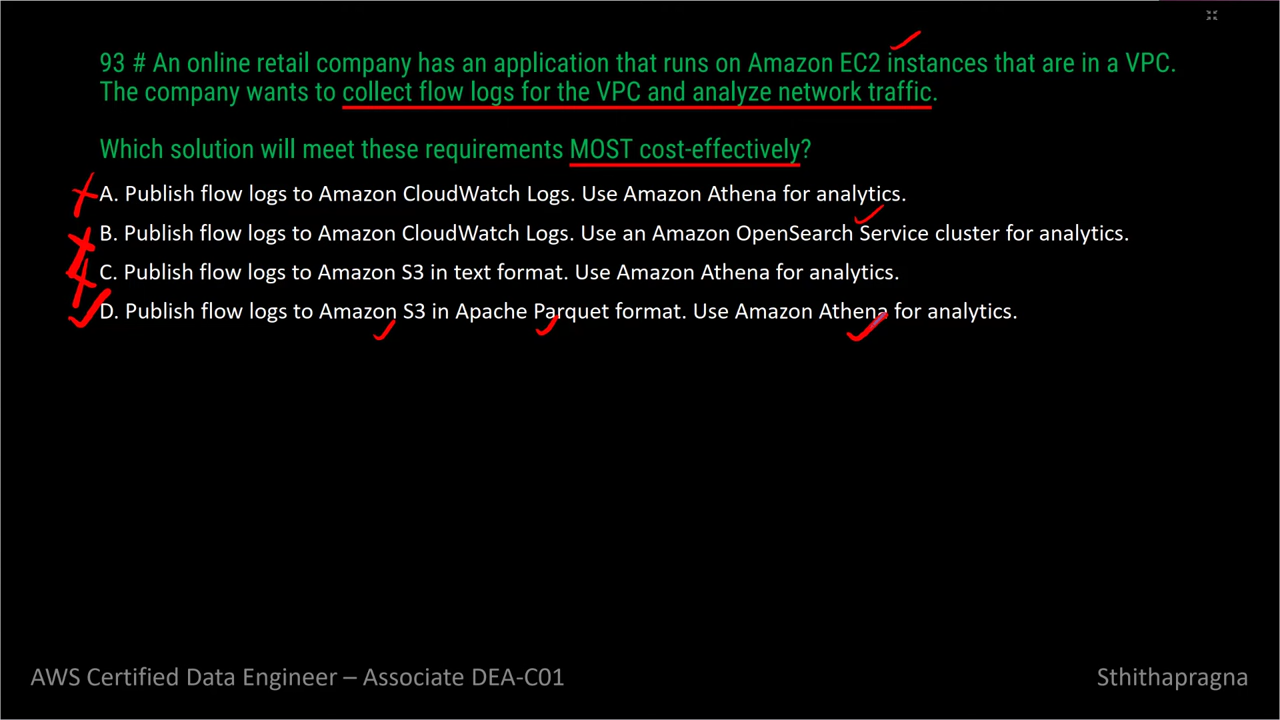 93 # An online retail company has an application that runs on Amazon EC2 instances that are in a VPC.
The company wants to collect flow logs for the VPC and analyze network traffic.
Which solution will meet these requirements MOST cost-effectively?
A. Publish flow logs to Amazon CloudWatch Logs. Use Amazon Athena for analytics.
B. Publish flow logs to Amazon CloudWatch Logs. Use an Amazon OpenSearch Service cluster for analytics.
C. Publish flow logs to Amazon S3 in text format. Use Amazon Athena for analytics.
D. Publish flow logs to Amazon S3 in Apache Parquet format. Use Amazon Athena for analytics.
AWS Certified Data Engineer – Associate DEA-C01
Sthithapragna